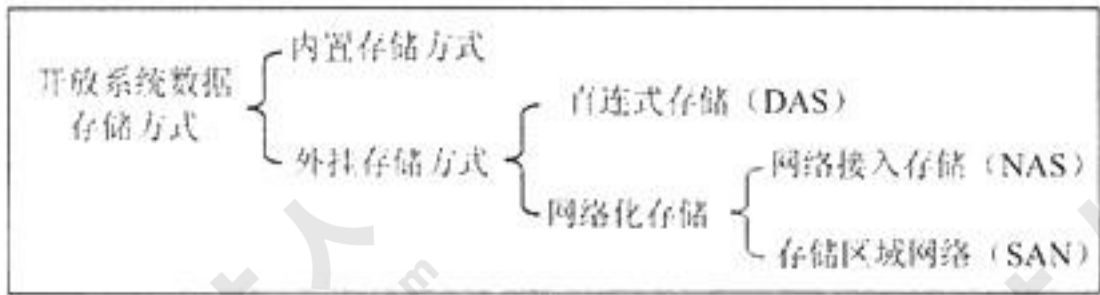 开放系统数据
存储方式
内置存储方式
外挂存储方式
直连式存储（DAS）
网络化存储
网络接入存储（NAS）
存储区域网络（SAN）
人
m